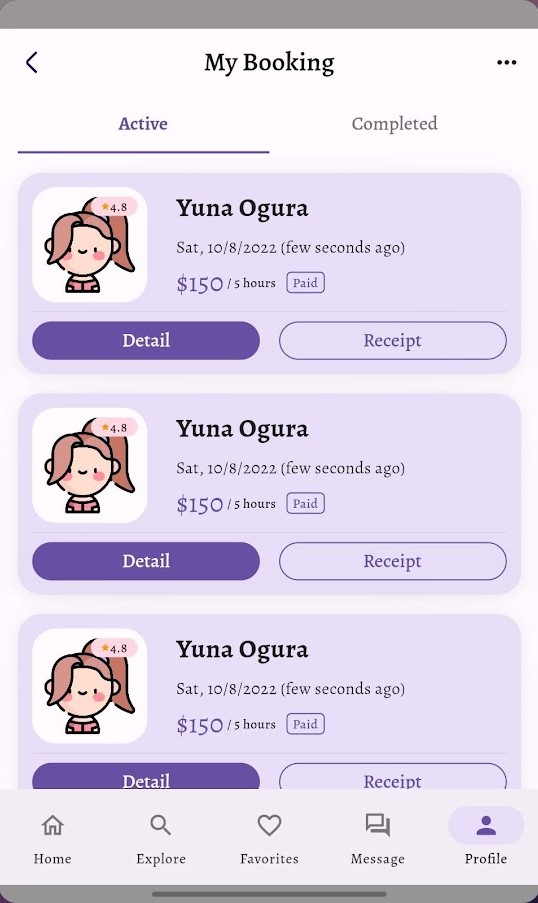 My Booking
Active
Completed
4.8
Yuna Ogura
Sat, 10/8/2022 (few seconds ago)
$150 / 5 hours Paid
Detail
Receipt
4.8
Yuna Ogura
Sat, 10/8/2022 (few seconds ago)
$150 / 5 hours Paid
Detail
Receipt
4.8
Yuna Ogura
Sat, 10/8/2022 (few seconds ago)
$150 / 5 hours Paid
Detail
Receipt
Home
Explore
Favorites
Message
Profile